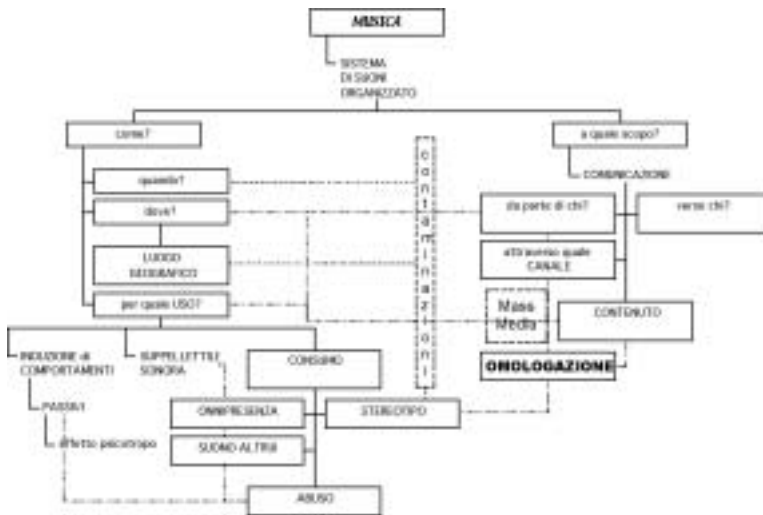 MUSICA
SISTEMA
DI SUONI
ORGANIZZATO
come?
a quale scopo?
contaminazioni
quando?
COMUNICAZIONE
dove?
da parte di chi?
verso chi?
LUOGO
GEOGRAFICO
attraverso quale
CANALE
per quale USO?
Mass
Media
CONTENUTO
INDUZIONE di
COMPORTAMENTI
SUPPELLETTILE
SONORA
CONSUMO
OMOLOGAZIONE
PASSIVI
ONNIPRESENZA
STEREOTIPO
effetto psicotropo
SUONO ALTRUI
ABUSO